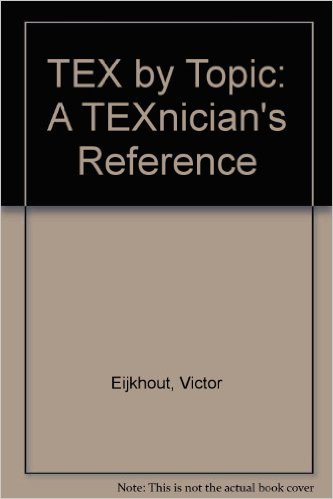 TEX by Topic:
A TEXnician's
Reference
Eijkhout, Victor
Note: This is not the actual book cover